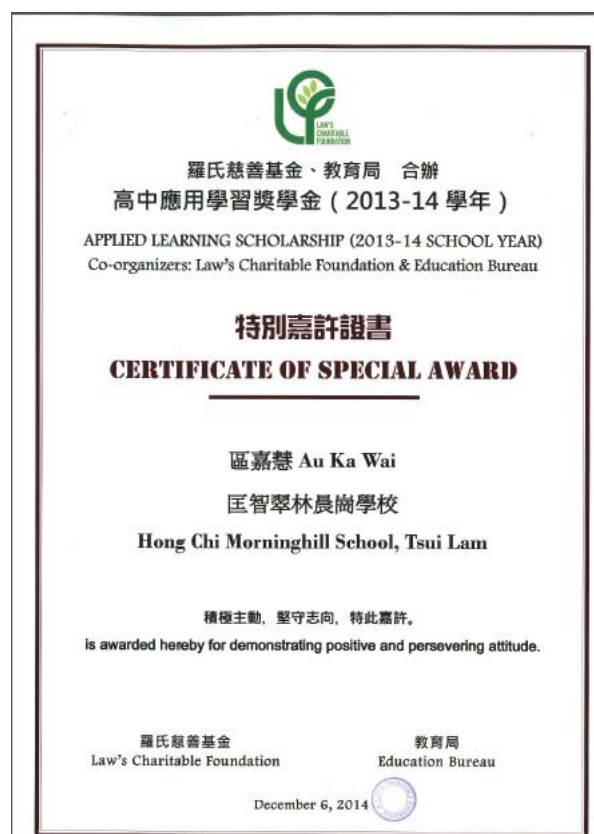 LAW'S
CHARITABLE
FOUNDATION
羅氏慈善基金、教育局 合辦
高中應用學習獎學金（2013-14 學年）
APPLIED LEARNING SCHOLARSHIP (2013-14 SCHOOL YEAR)
Co-organizers: Law's Charitable Foundation & Education Bureau
特別嘉許證書
CERTIFICATE OF SPECIAL AWARD
區嘉慧 Au Ka Wai
匡智翠林晨崗學校
Hong Chi Morninghill School, Tsui Lam
積極主動，堅守志向，特此嘉許。
is awarded hereby for demonstrating positive and persevering attitude.
羅氏慈善基金 教育局
Law's Charitable Foundation Education Bureau
December 6, 2014